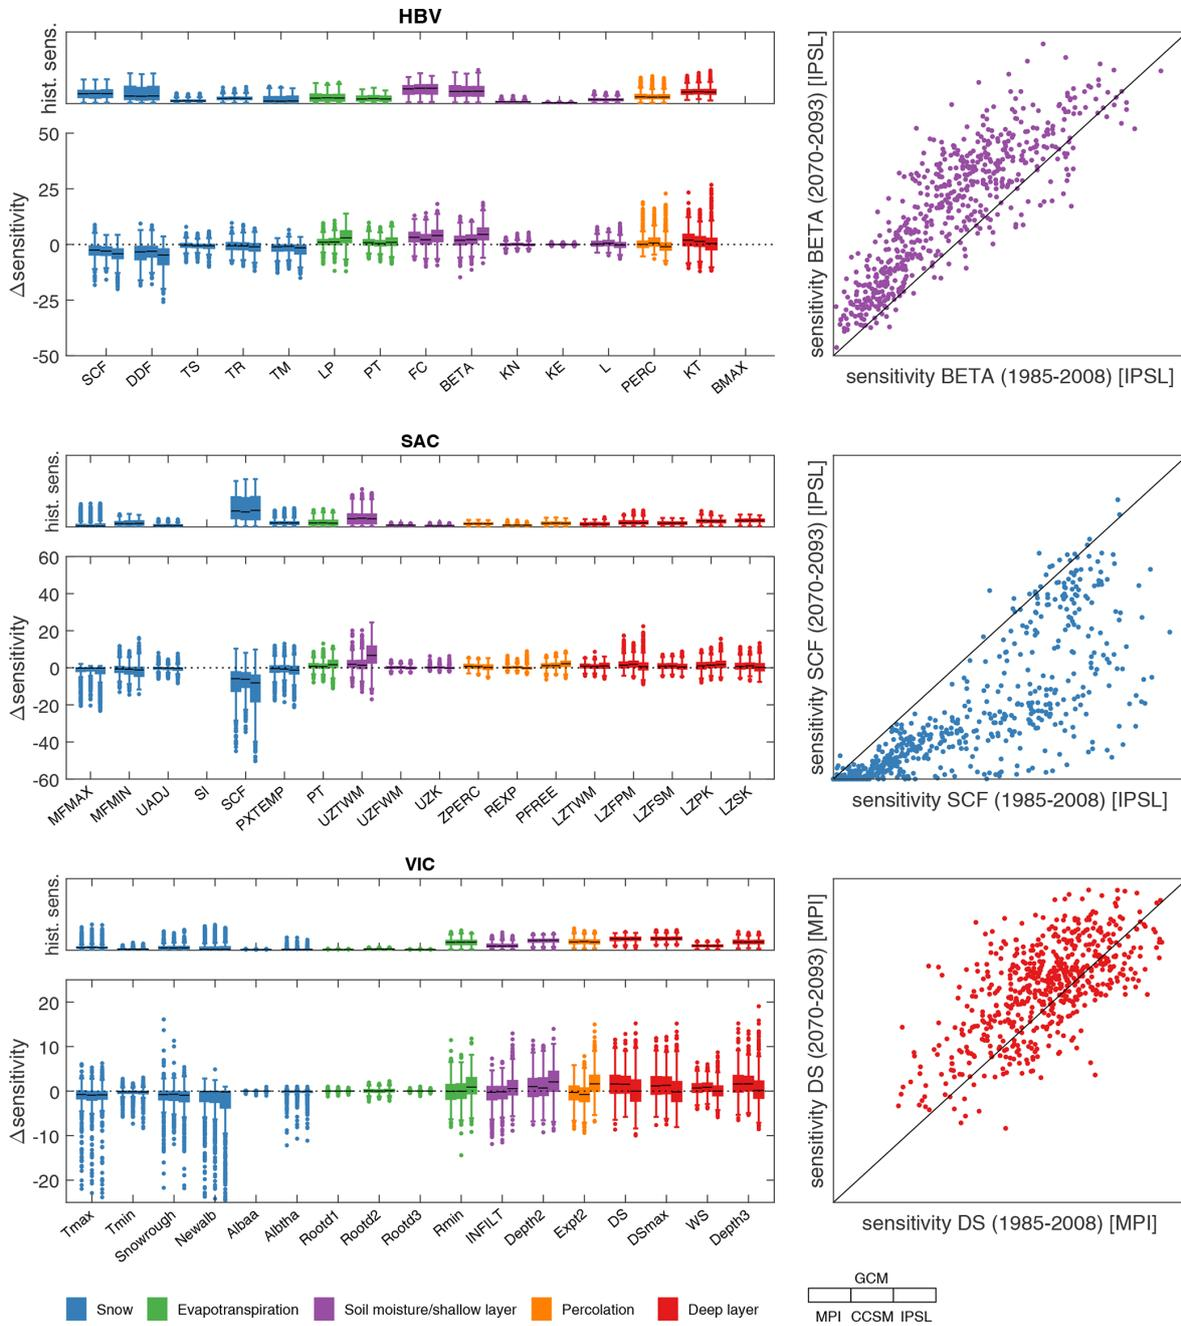 HBV
hist. sens.
50
25
0
-25
-50
Δsensitivity
SCF DDF TS TR TM LP PT FC BETA KN KE L PERC KT BMAX
sensitivity BETA (2070-2093) [IPSL]
sensitivity BETA (1985-2008) [IPSL]
SAC
hist. sens.
60
40
20
0
-20
-40
-60
Δsensitivity
MFMAX MFMIN UADJ SI SCF PXTEMP PT UZTWM UZFWM UZK ZPERC REXP PFREE LZTWM LZFPM LZFSM LZPK LZSK
sensitivity SCF (2070-2093) [IPSL]
sensitivity SCF (1985-2008) [IPSL]
VIC
hist. sens.
20
10
0
-10
-20
Δsensitivity
Tmax Tmin Snowrough Newalb Albaa Albtha Rootd1 Rootd2 Rootd3 Rmin INFILT Depth2 Expt2 DS DSmax WS Depth3
sensitivity DS (2070-2093) [MPI]
sensitivity DS (1985-2008) [MPI]
Snow Evapotranspiration Soil moisture/shallow layer Percolation Deep layer
GCM
MPI CCSM IPSL